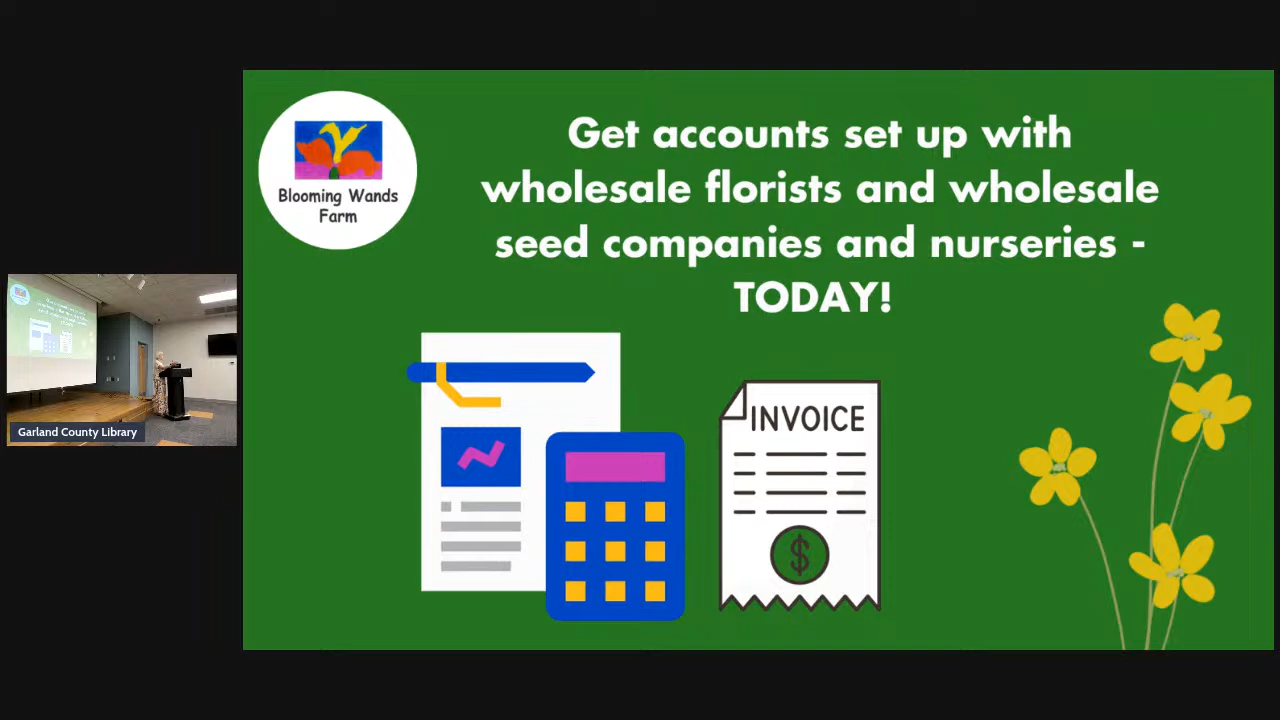 Blooming Wands
Farm
Get accounts set up with
wholesale florists and wholesale
seed companies and nurseries -
TODAY!
INVOICE
$
Garland County Library